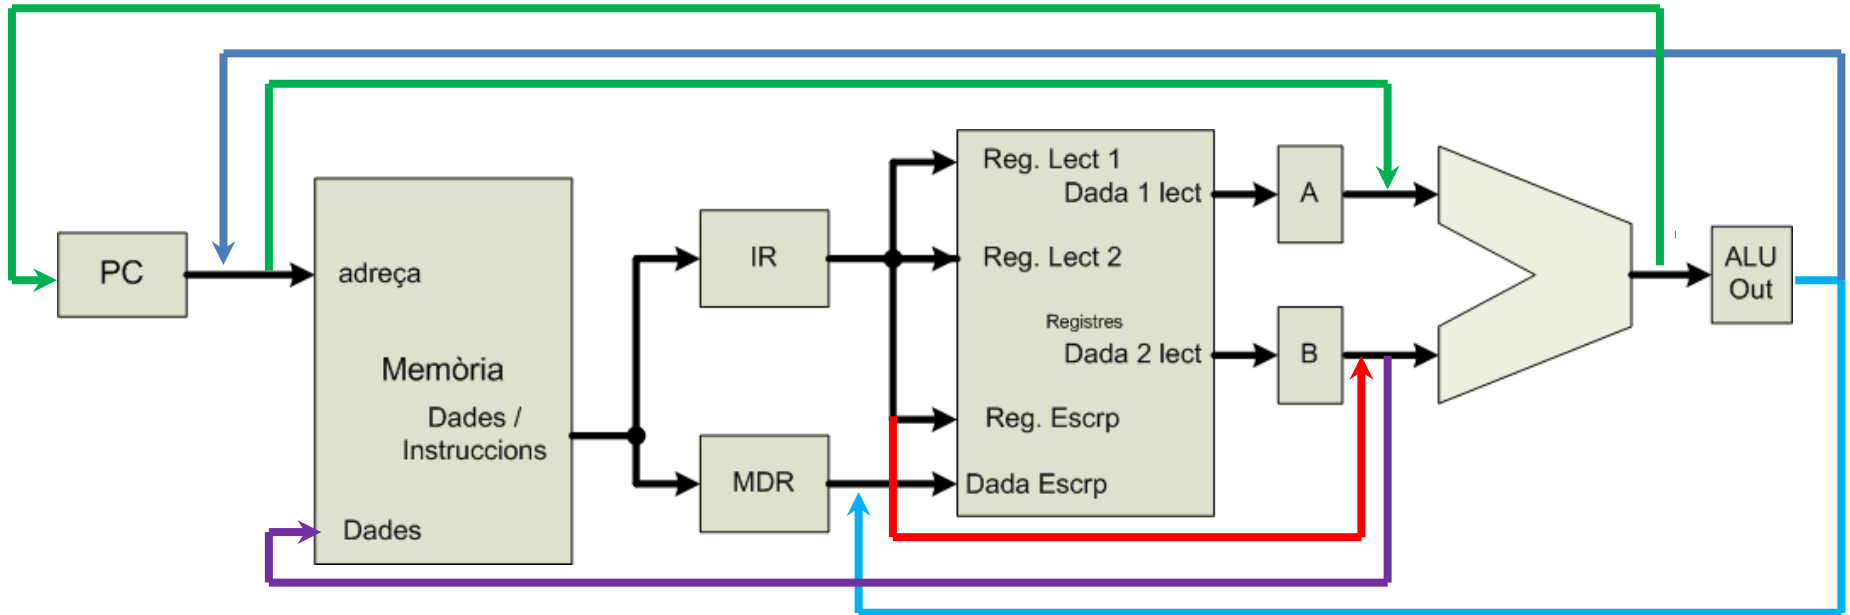 PC
adreça
Memòria
Dades /
Instruccions
Dades
IR
MDR
Reg. Lect 1
Dada 1 lect
Reg. Lect 2
Registres
Dada 2 lect
Reg. Escrp
Dada Escrp
A
B
ALU
Out